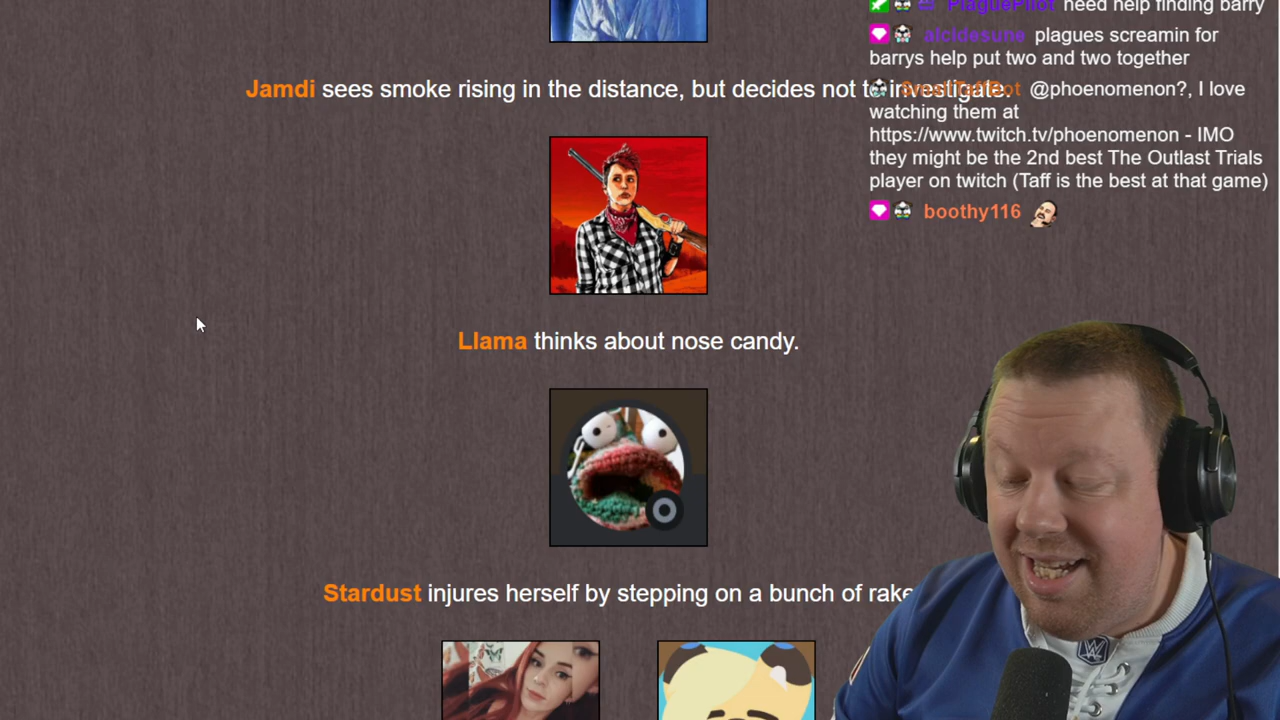 PlaguePilot need help finding barry
alcidesune plagues screamin for
barrys help put two and two together
Jamdi sees smoke rising in the distance, but decides not to investigate.
@phoenomenon?, I love
watching them at
https://www.twitch.tv/phoenomenon - IMO
they might be the 2nd best The Outlast Trials
player on twitch (Taff is the best at that game)
boothy116
Llama thinks about nose candy.
Stardust injures herself by stepping on a bunch of rake
W